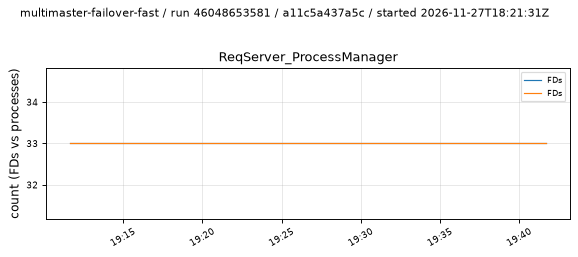 multimaster-failover-fast / run 46048653581 / a11c5a437a5c / started 2026-11-27T18:21:31Z
ReqServer_ProcessManager
count (FDs vs processes)
34
33
32
FDs
FDs
19:15
19:20
19:25
19:30
19:35
19:40